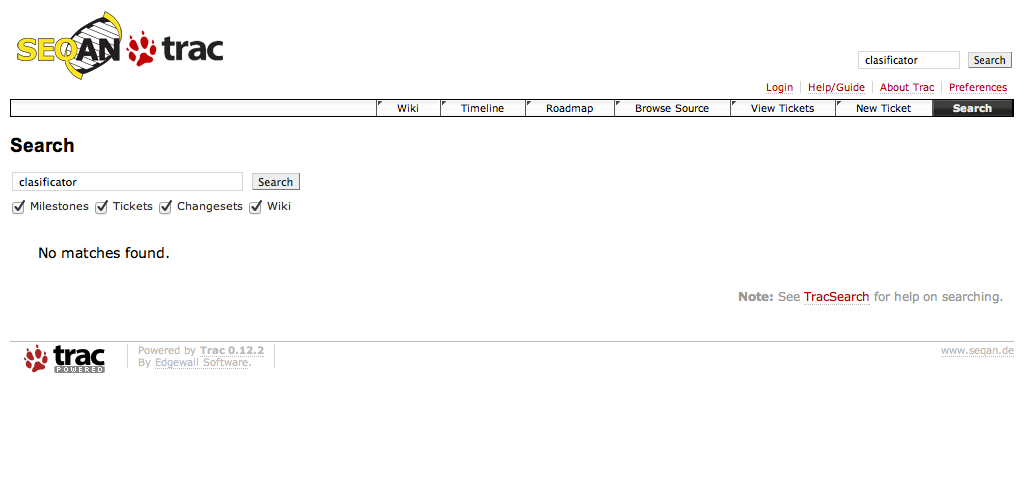 SEQAN trac
clasificator Search
Login Help/Guide About Trac Preferences
Wiki Timeline Roadmap Browse Source View Tickets New Ticket Search
Search
clasificator Search
Milestones Tickets Changesets Wiki
No matches found.
Note: See TracSearch for help on searching.
trac POWERED
Powered by Trac 0.12.2
By Edgewall Software.
www.seqan.de